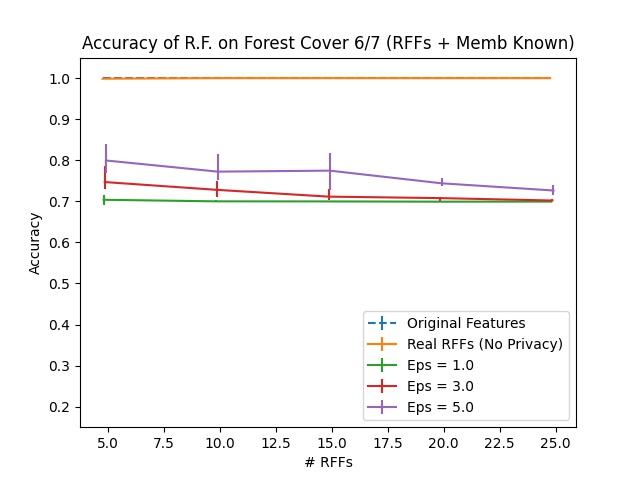 Accuracy of R.F. on Forest Cover 6/7 (RFFs + Memb Known)
1.0
0.9
0.8
0.7
0.6
0.5
0.4
0.3
0.2
Accuracy
Original Features
Real RFFs (No Privacy)
Eps = 1.0
Eps = 3.0
Eps = 5.0
5.0 7.5 10.0 12.5 15.0 17.5 20.0 22.5 25.0
# RFFs